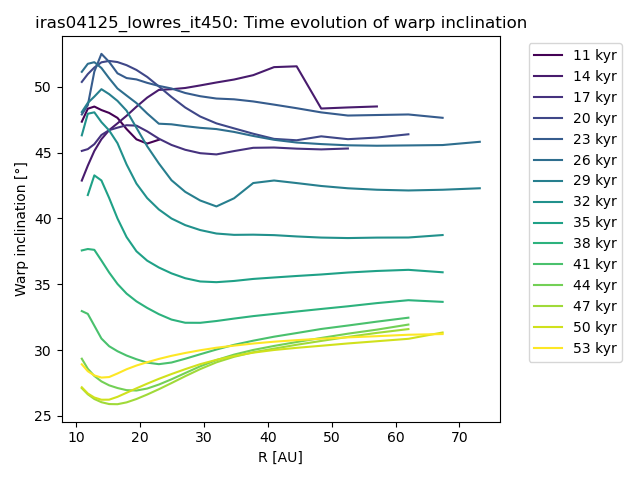 iras04125_lowres_it450: Time evolution of warp inclination
50
45
40
35
30
25
Warp inclination [°]
10 20 30 40 50 60 70
R [AU]
11 kyr
14 kyr
17 kyr
20 kyr
23 kyr
26 kyr
29 kyr
32 kyr
35 kyr
38 kyr
41 kyr
44 kyr
47 kyr
50 kyr
53 kyr